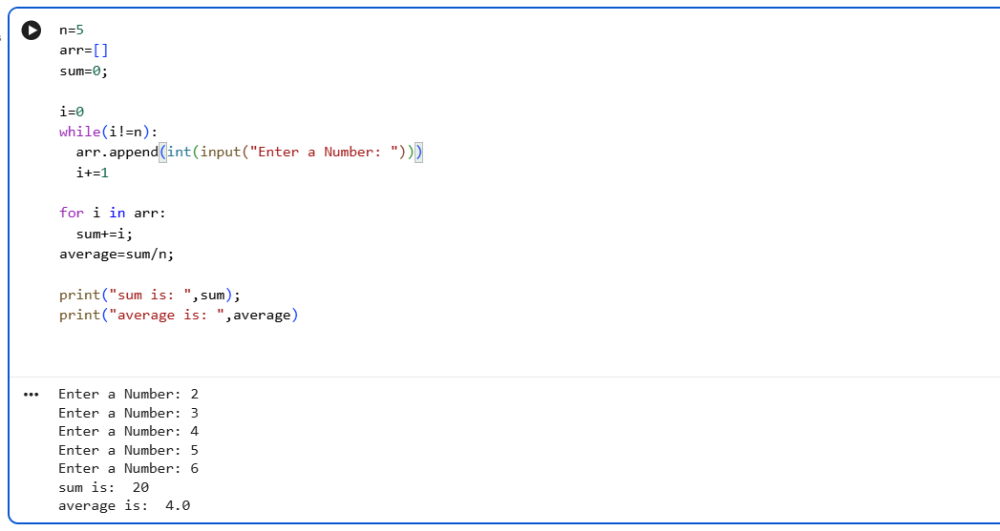 n=5
arr=[]
sum=0;
i=0
while(i!=n):
  arr.append(int(input("Enter a Number: ")))
  i+=1
for i in arr:
  sum+=i;
average=sum/n;
print("sum is: ",sum);
print("average is: ",average)
Enter a Number: 2
Enter a Number: 3
Enter a Number: 4
Enter a Number: 5
Enter a Number: 6
sum is:  20
average is:  4.0